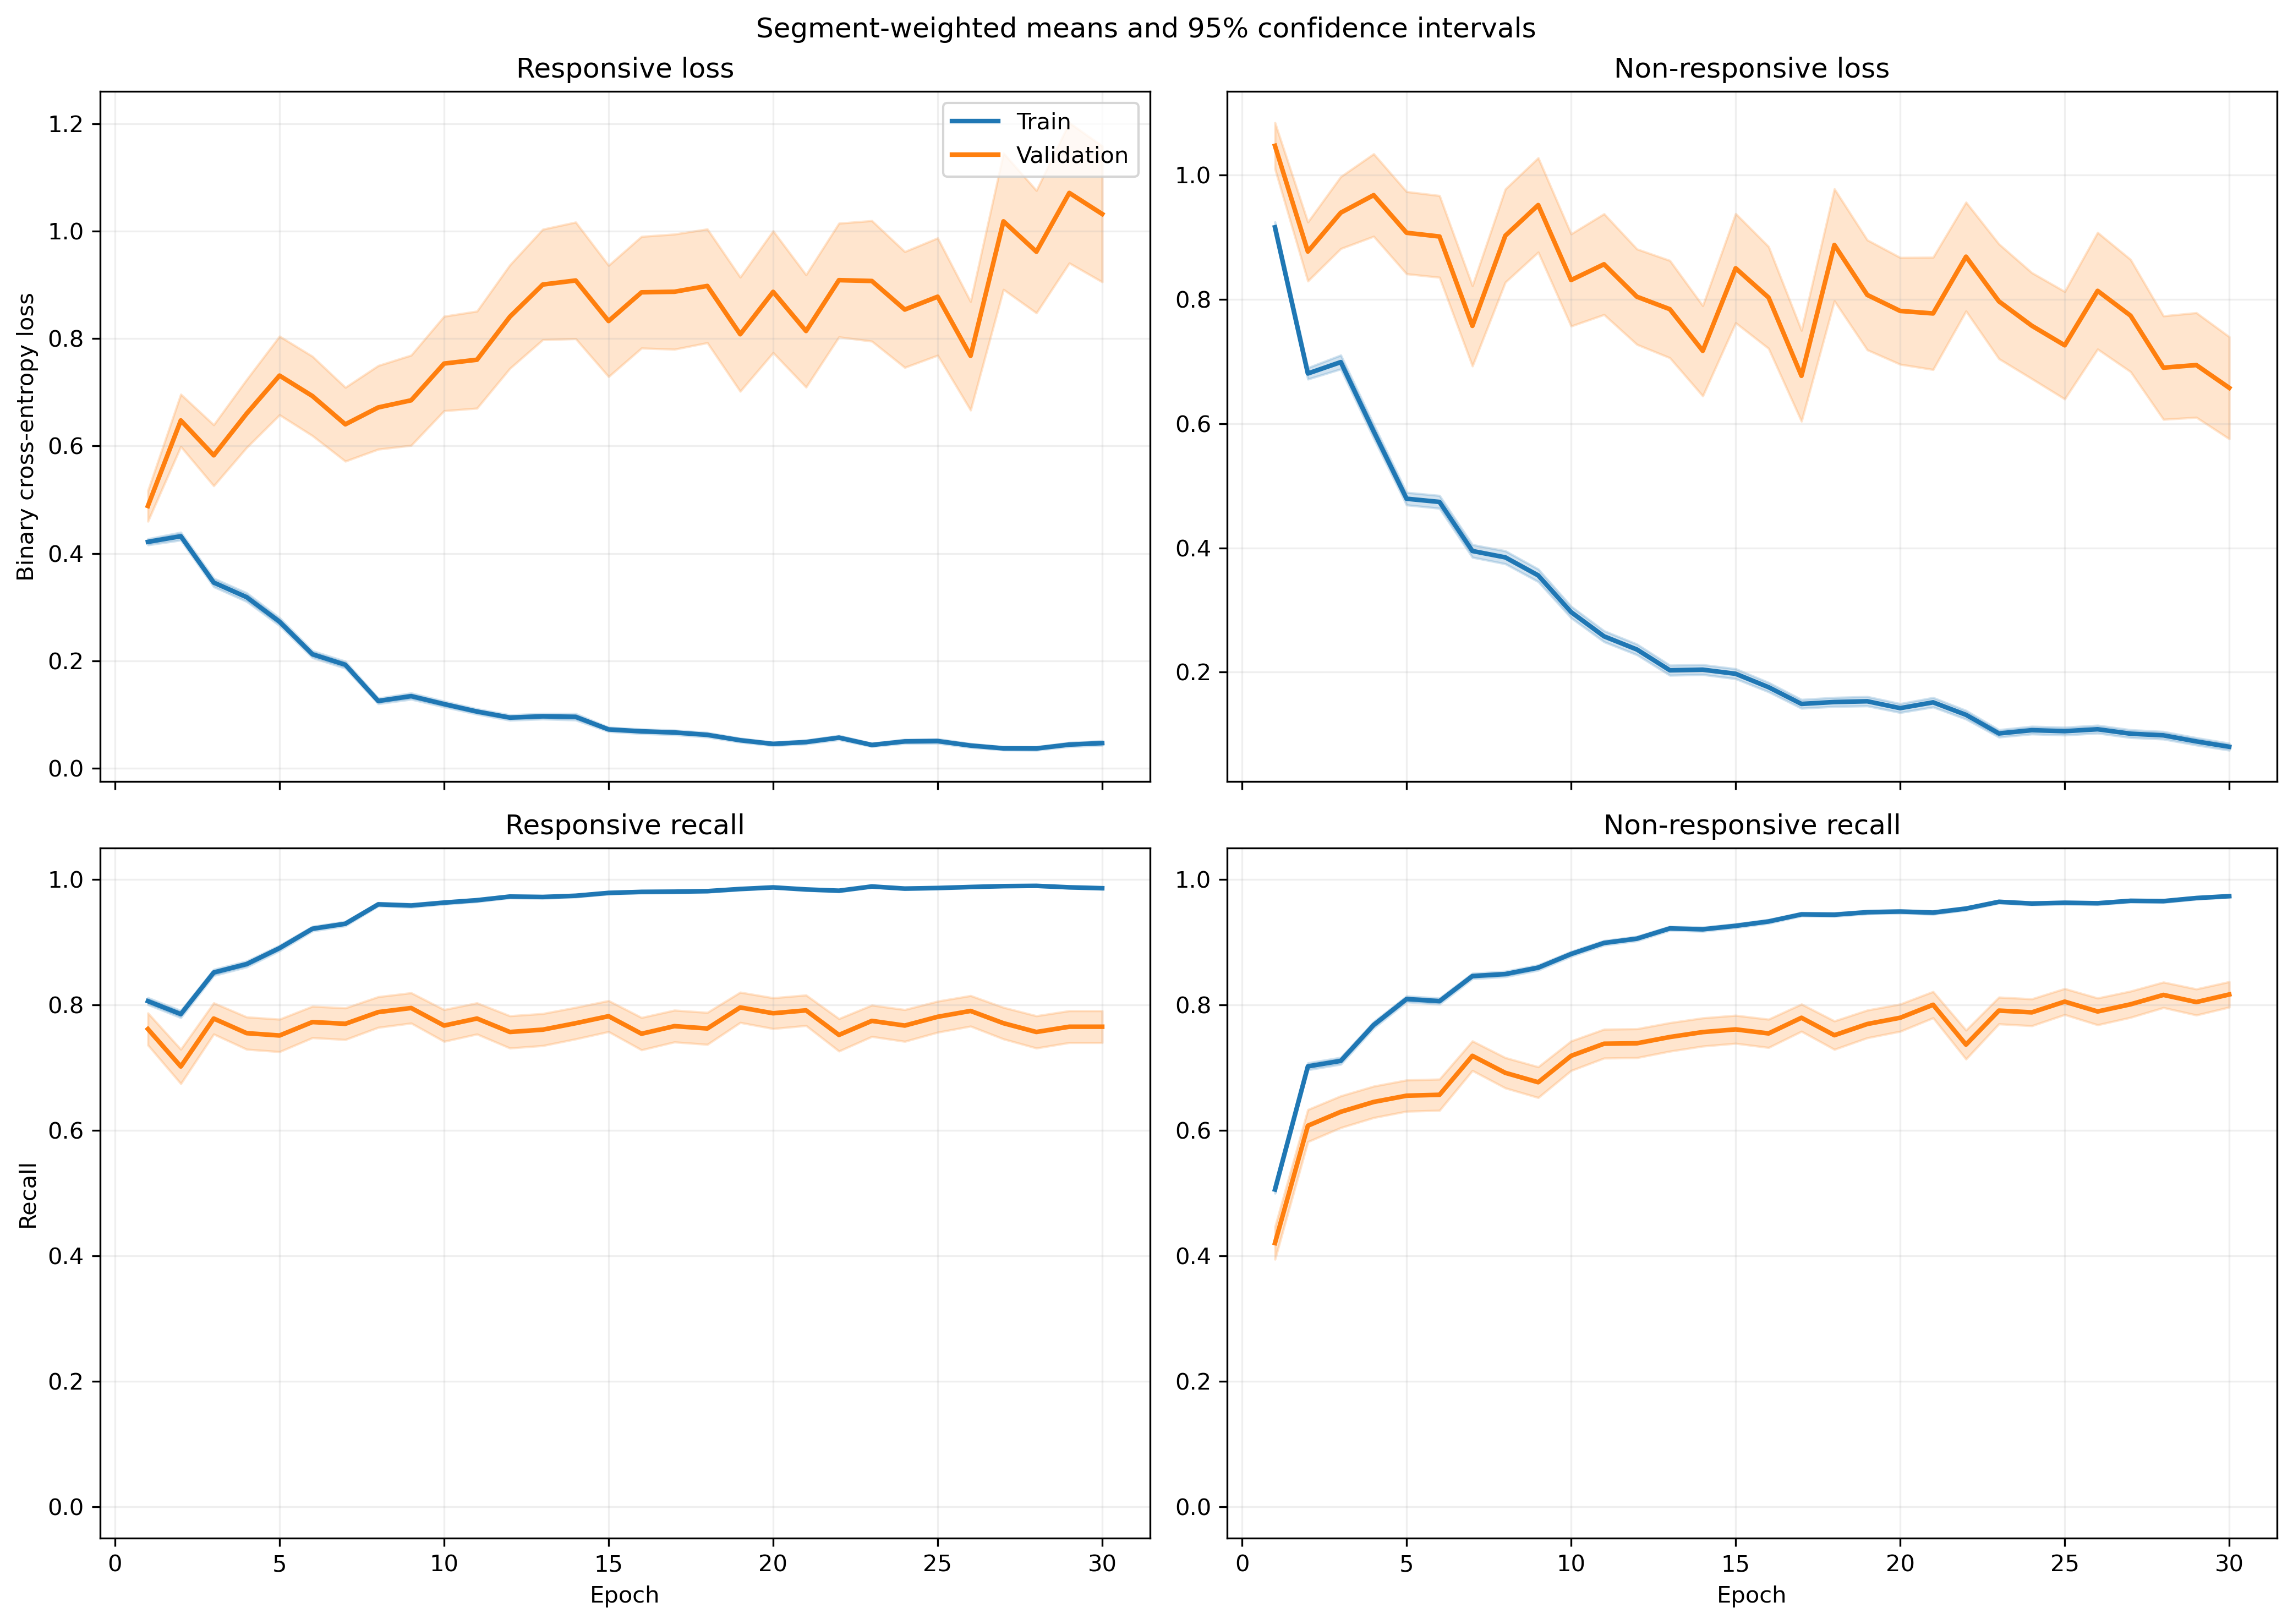 Segment-weighted means and 95% confidence intervals
Responsive loss
Non-responsive loss
Train
Validation
Binary cross-entropy loss
1.2
1.0
0.8
0.6
0.4
0.2
0.0
1.0
0.8
0.6
0.4
0.2
Responsive recall
Non-responsive recall
Recall
1.0
0.8
0.6
0.4
0.2
0.0
0 5 10 15 20 25 30
Epoch
1.0
0.8
0.6
0.4
0.2
0.0
0 5 10 15 20 25 30
Epoch